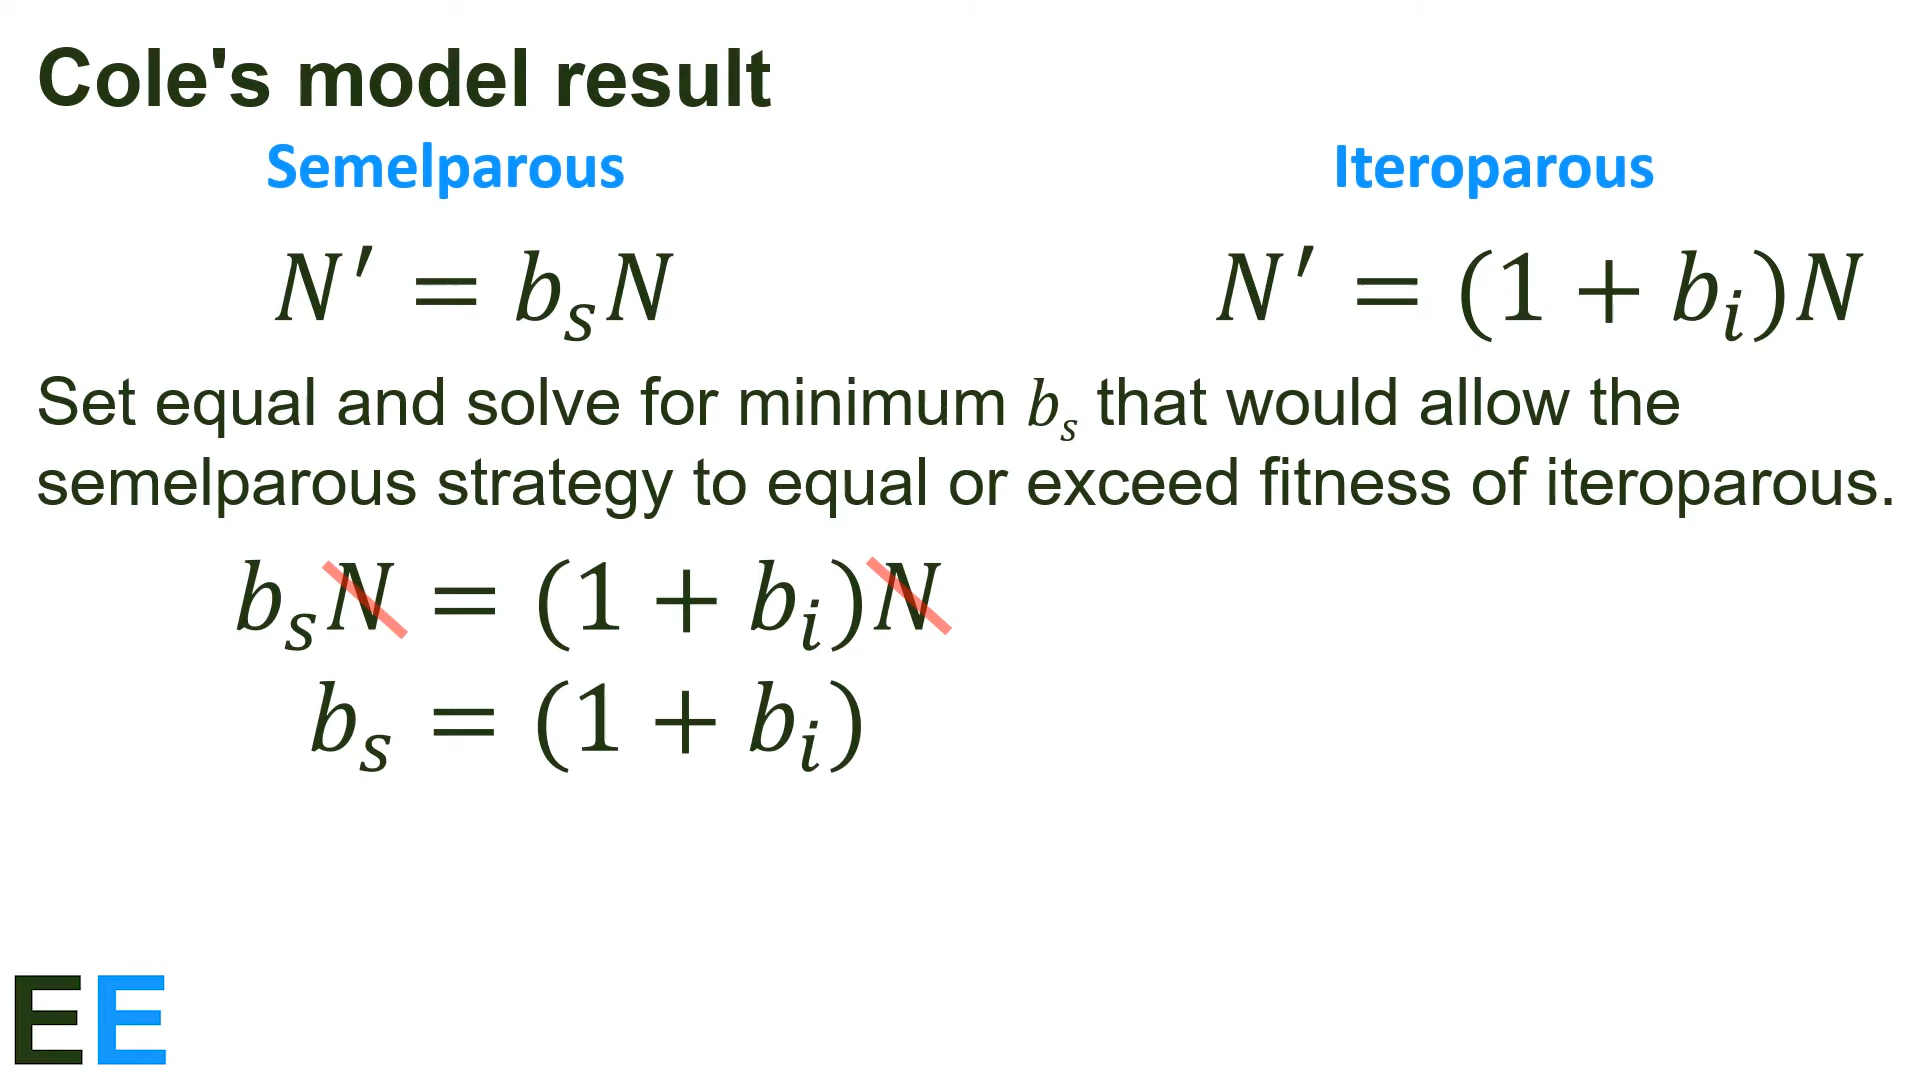 Cole's model result
Semelparous Iteroparous
N′ = bₛN N′ = (1 + bᵢ)N
Set equal and solve for minimum bₛ that would allow the
semelparous strategy to equal or exceed fitness of iteroparous.
bₛN = (1 + bᵢ)N
bₛ = (1 + bᵢ)
EE